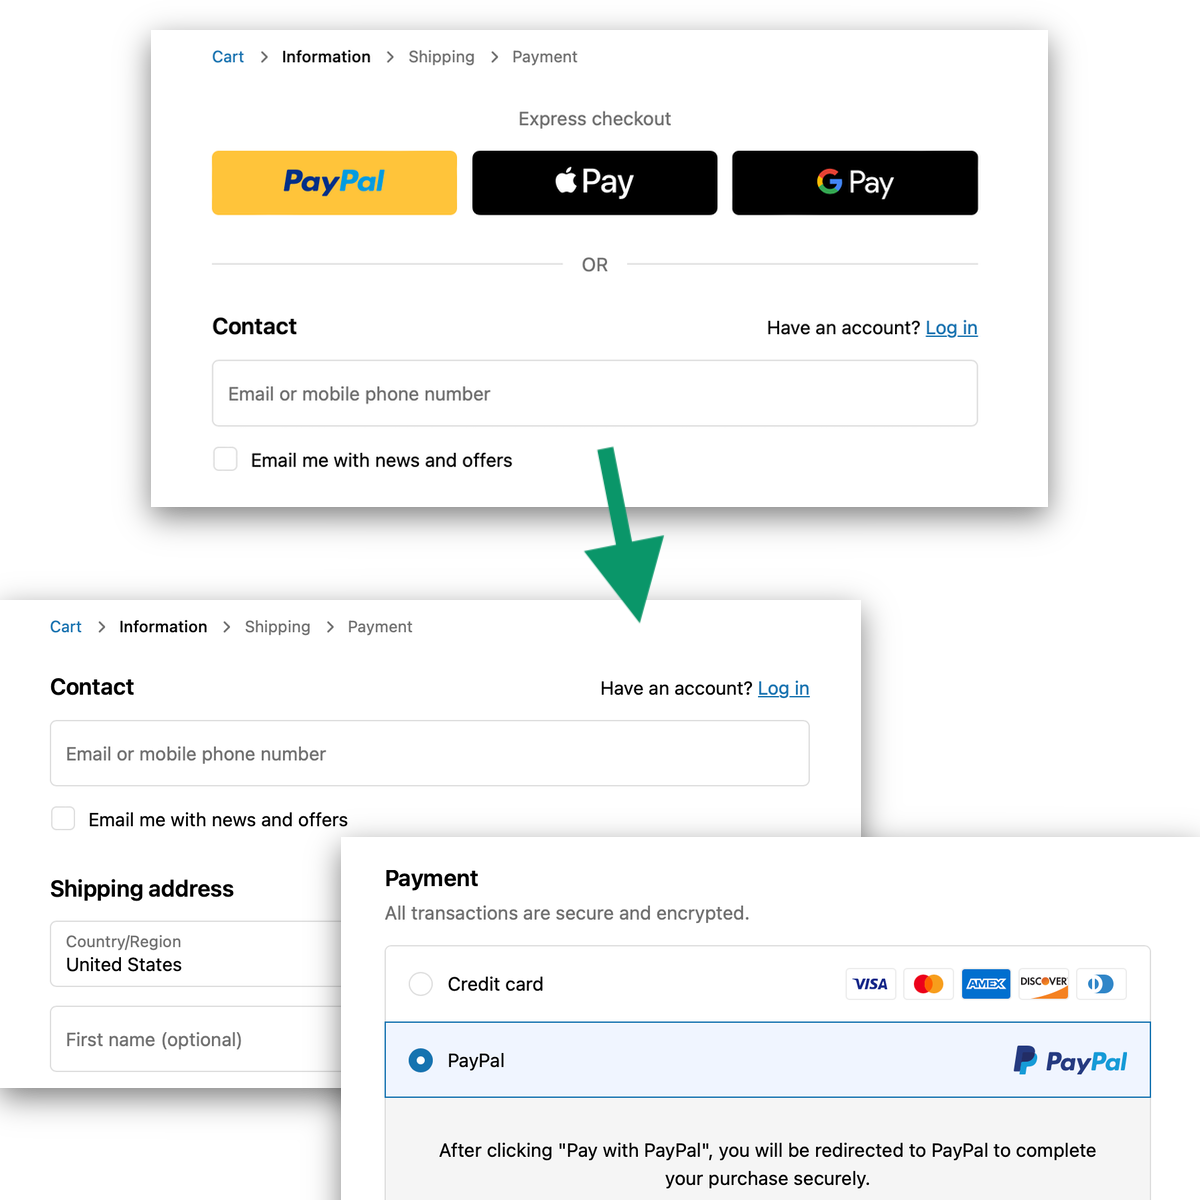 Cart > Information > Shipping > Payment
Express checkout
PayPal
Pay
G Pay
OR
Contact
Have an account? Log in
Email or mobile phone number
Email me with news and offers
Cart > Information > Shipping > Payment
Contact
Have an account? Log in
Email or mobile phone number
Email me with news and offers
Shipping address
Country/Region
United States
First name (optional)
Payment
All transactions are secure and encrypted.
Credit card
VISA
AMEX
DISCOVER
PayPal
PayPal
After clicking "Pay with PayPal", you will be redirected to PayPal to complete
your purchase securely.